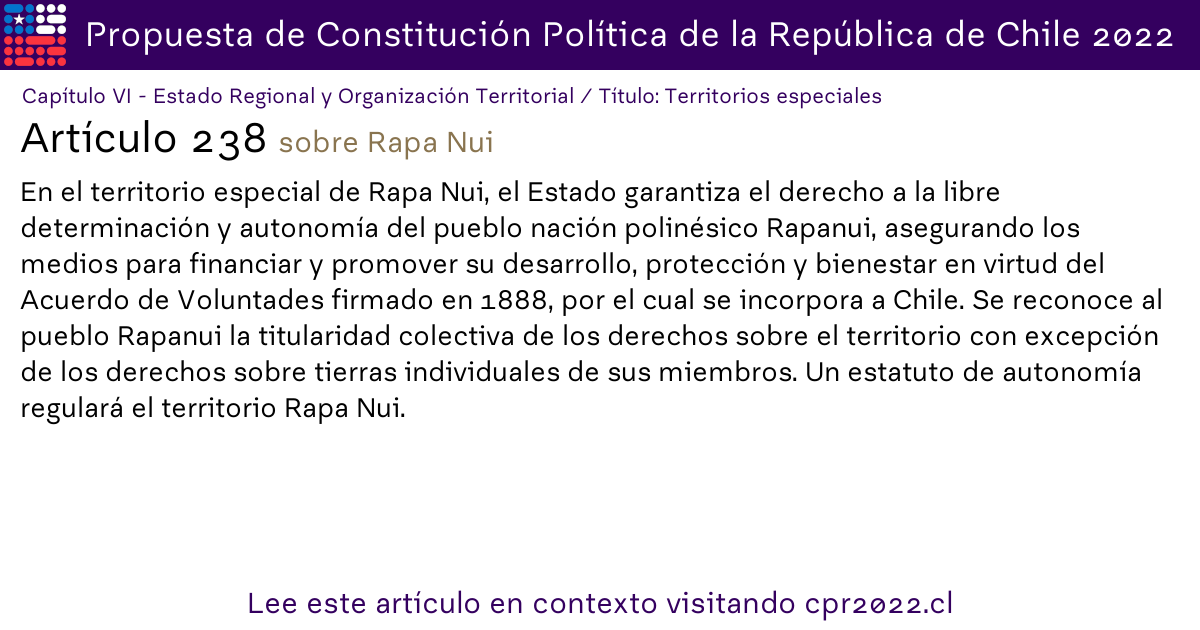 Propuesta de Constitución Política de la República de Chile 2022
Capítulo VI - Estado Regional y Organización Territorial / Título: Territorios especiales
Artículo 238 sobre Rapa Nui
En el territorio especial de Rapa Nui, el Estado garantiza el derecho a la libre
determinación y autonomía del pueblo nación polinésico Rapanui, asegurando los
medios para financiar y promover su desarrollo, protección y bienestar en virtud del
Acuerdo de Voluntades firmado en 1888, por el cual se incorpora a Chile. Se reconoce al
pueblo Rapanui la titularidad colectiva de los derechos sobre el territorio con excepción
de los derechos sobre tierras individuales de sus miembros. Un estatuto de autonomía
regulará el territorio Rapa Nui.
Lee este artículo en contexto visitando cpr2022.cl